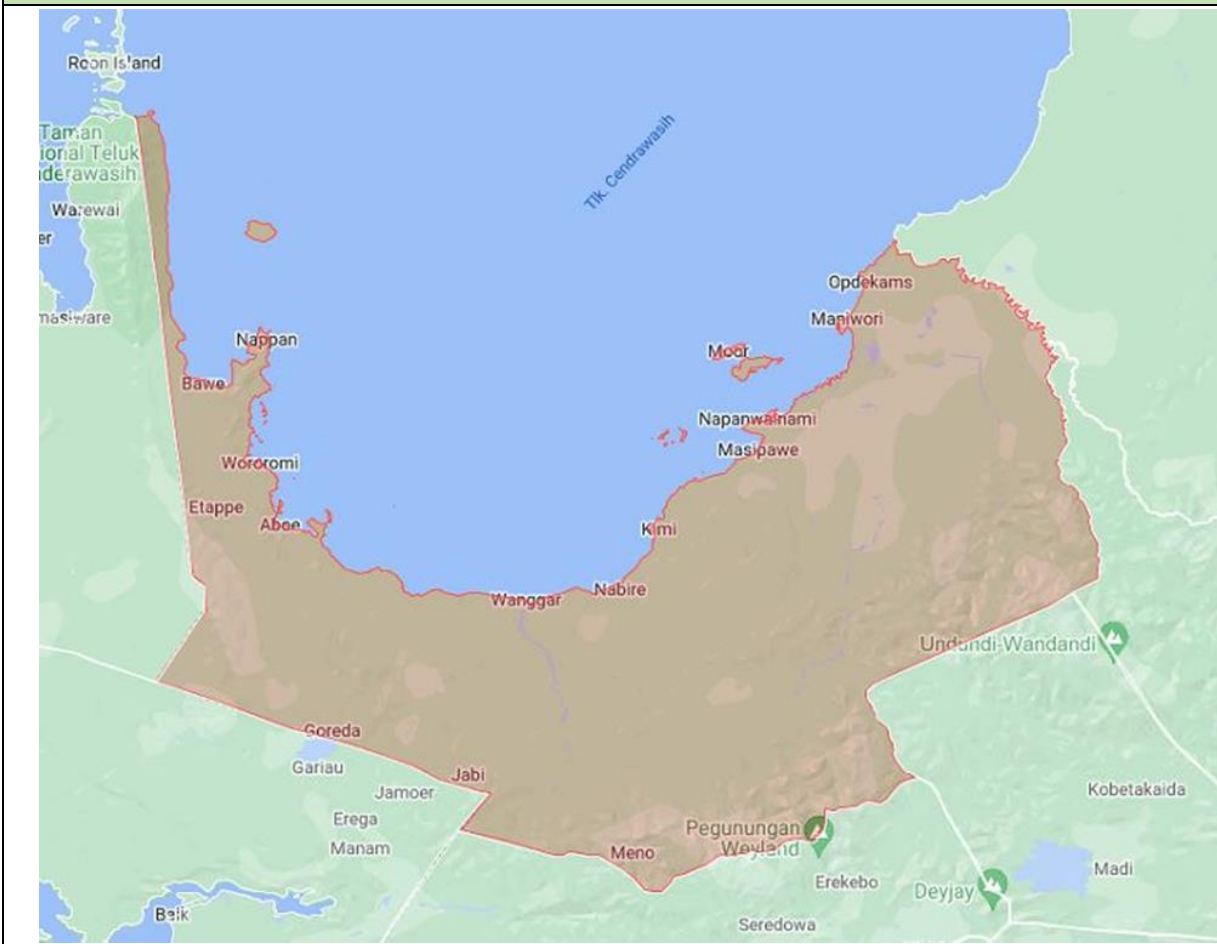 Roon Island
Taman
ional Teluk
derawasih
Warewai
er
masiware
Tlk. Cendrawasih
Opdekams
Maniwori
Nappan
Moor
Bawe
Napanwainami
Masipawe
Wororomi
Etappe
Aboe
Kimi
Wanggar
Nabire
Undundi-Wandandi
Goreda
Gariau
Jabi
Jamoer
Kobetakaida
Erega
Manam
Pegunungan
Weyland
Meno
Erekebo
Madi
Deyjay
Baik
Seredowa